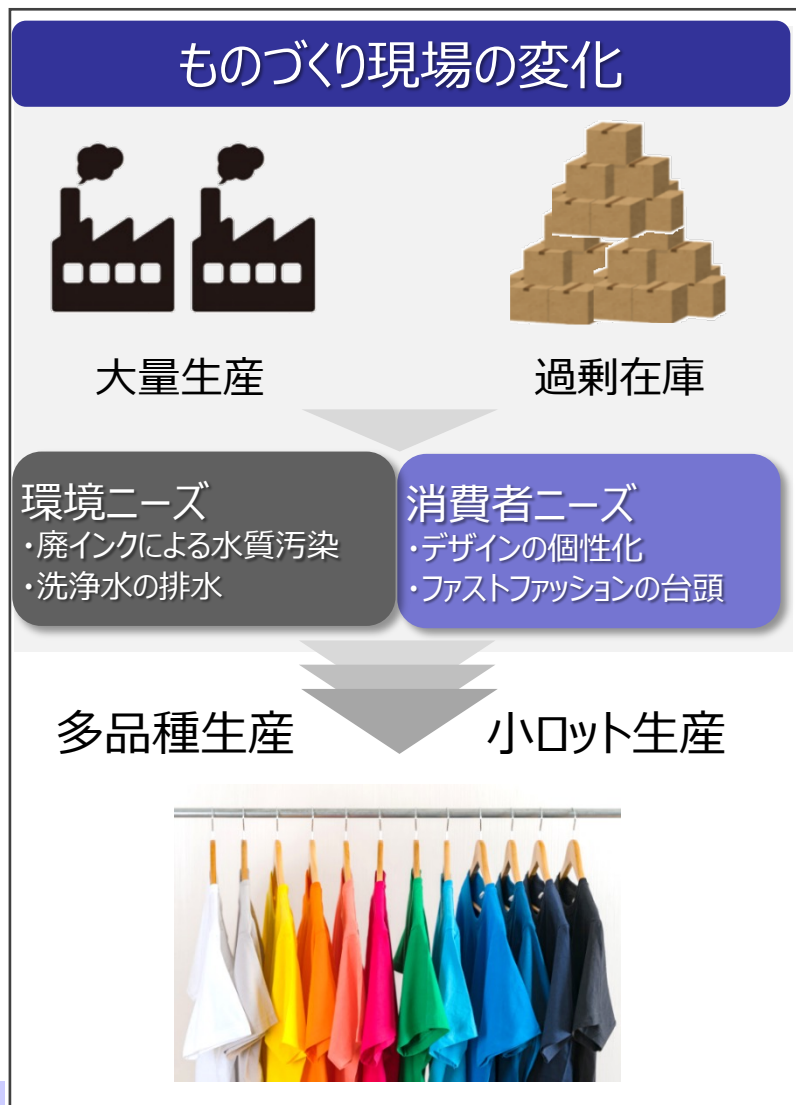 ものづくり現場の変化
大量生産
過剰在庫
環境ニーズ
・廃インクによる水質汚染
・洗浄水の排水
消費者ニーズ
・デザインの個性化
・ファストファッションの台頭
多品種生産
小ロット生産